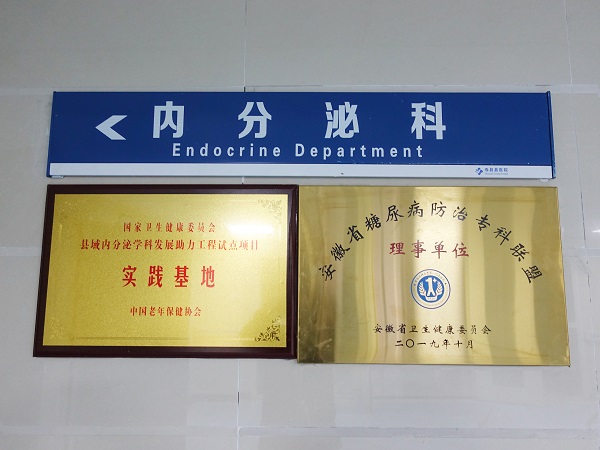 内分泌科
Endocrine Department
国家卫生健康委员会
县域内分泌学科发展助力工程试点项目
实践基地
中国老年保健协会
安徽省糖尿病防治专科联盟
理事单位
安徽省卫生健康委员会
二〇一九年十月